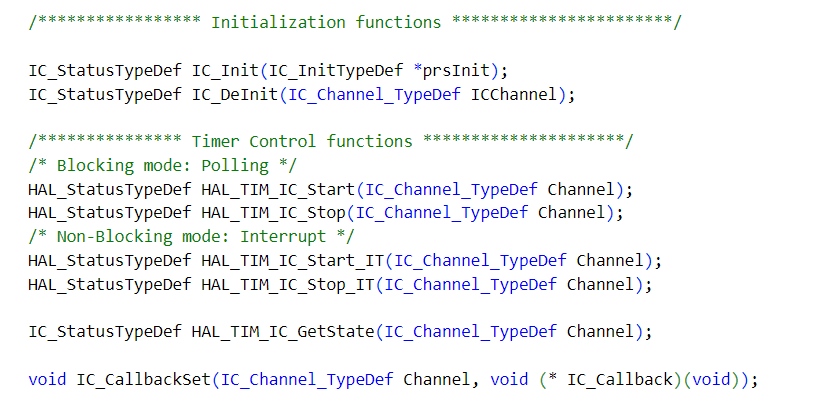 /***************** Initialization functions ***********************/
IC_StatusTypeDef IC_Init(IC_InitTypeDef *prsInit);
IC_StatusTypeDef IC_DeInit(IC_Channel_TypeDef ICChannel);
/*************** Timer Control functions *********************/
/* Blocking mode: Polling */
HAL_StatusTypeDef HAL_TIM_IC_Start(IC_Channel_TypeDef Channel);
HAL_StatusTypeDef HAL_TIM_IC_Stop(IC_Channel_TypeDef Channel);
/* Non-Blocking mode: Interrupt */
HAL_StatusTypeDef HAL_TIM_IC_Start_IT(IC_Channel_TypeDef Channel);
HAL_StatusTypeDef HAL_TIM_IC_Stop_IT(IC_Channel_TypeDef Channel);
IC_StatusTypeDef HAL_TIM_IC_GetState(IC_Channel_TypeDef Channel);
void IC_CallbackSet(IC_Channel_TypeDef Channel, void (* IC_Callback)(void));